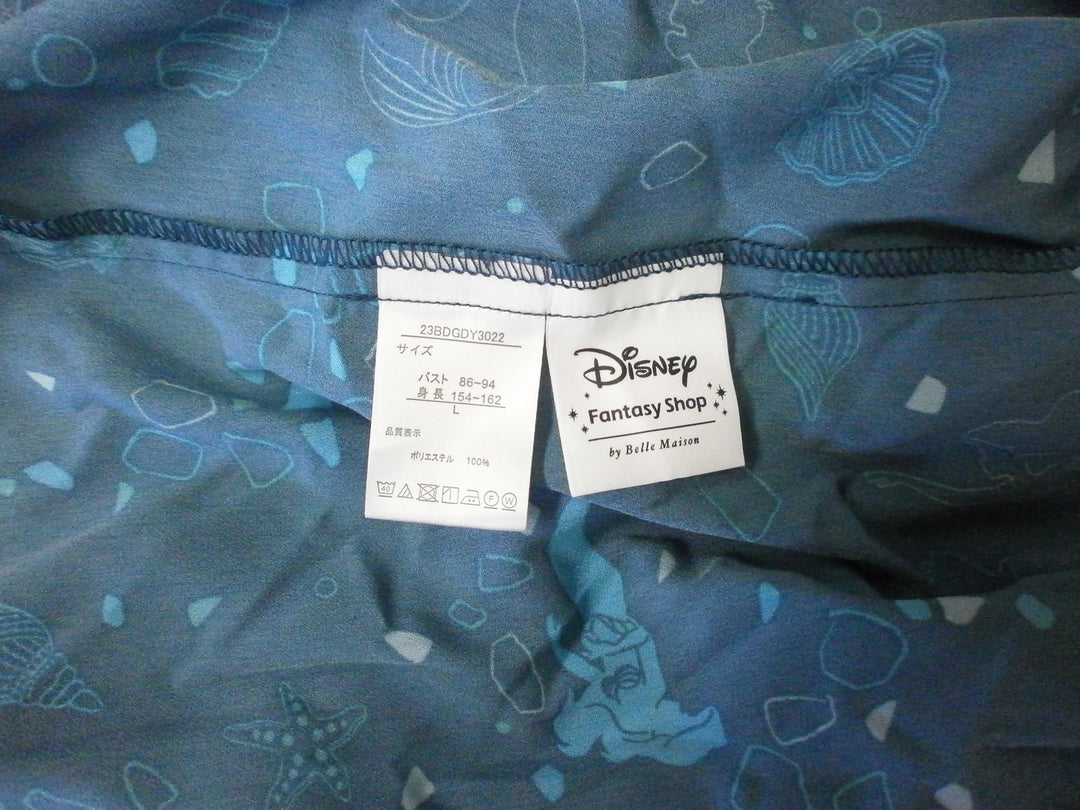 23BDGDY3022
サイズ
バスト 86~94
身長 154~162
L
品質表示
ポリエステル 100%
40 F W
Disney
Fantasy Shop
by Belle Maison